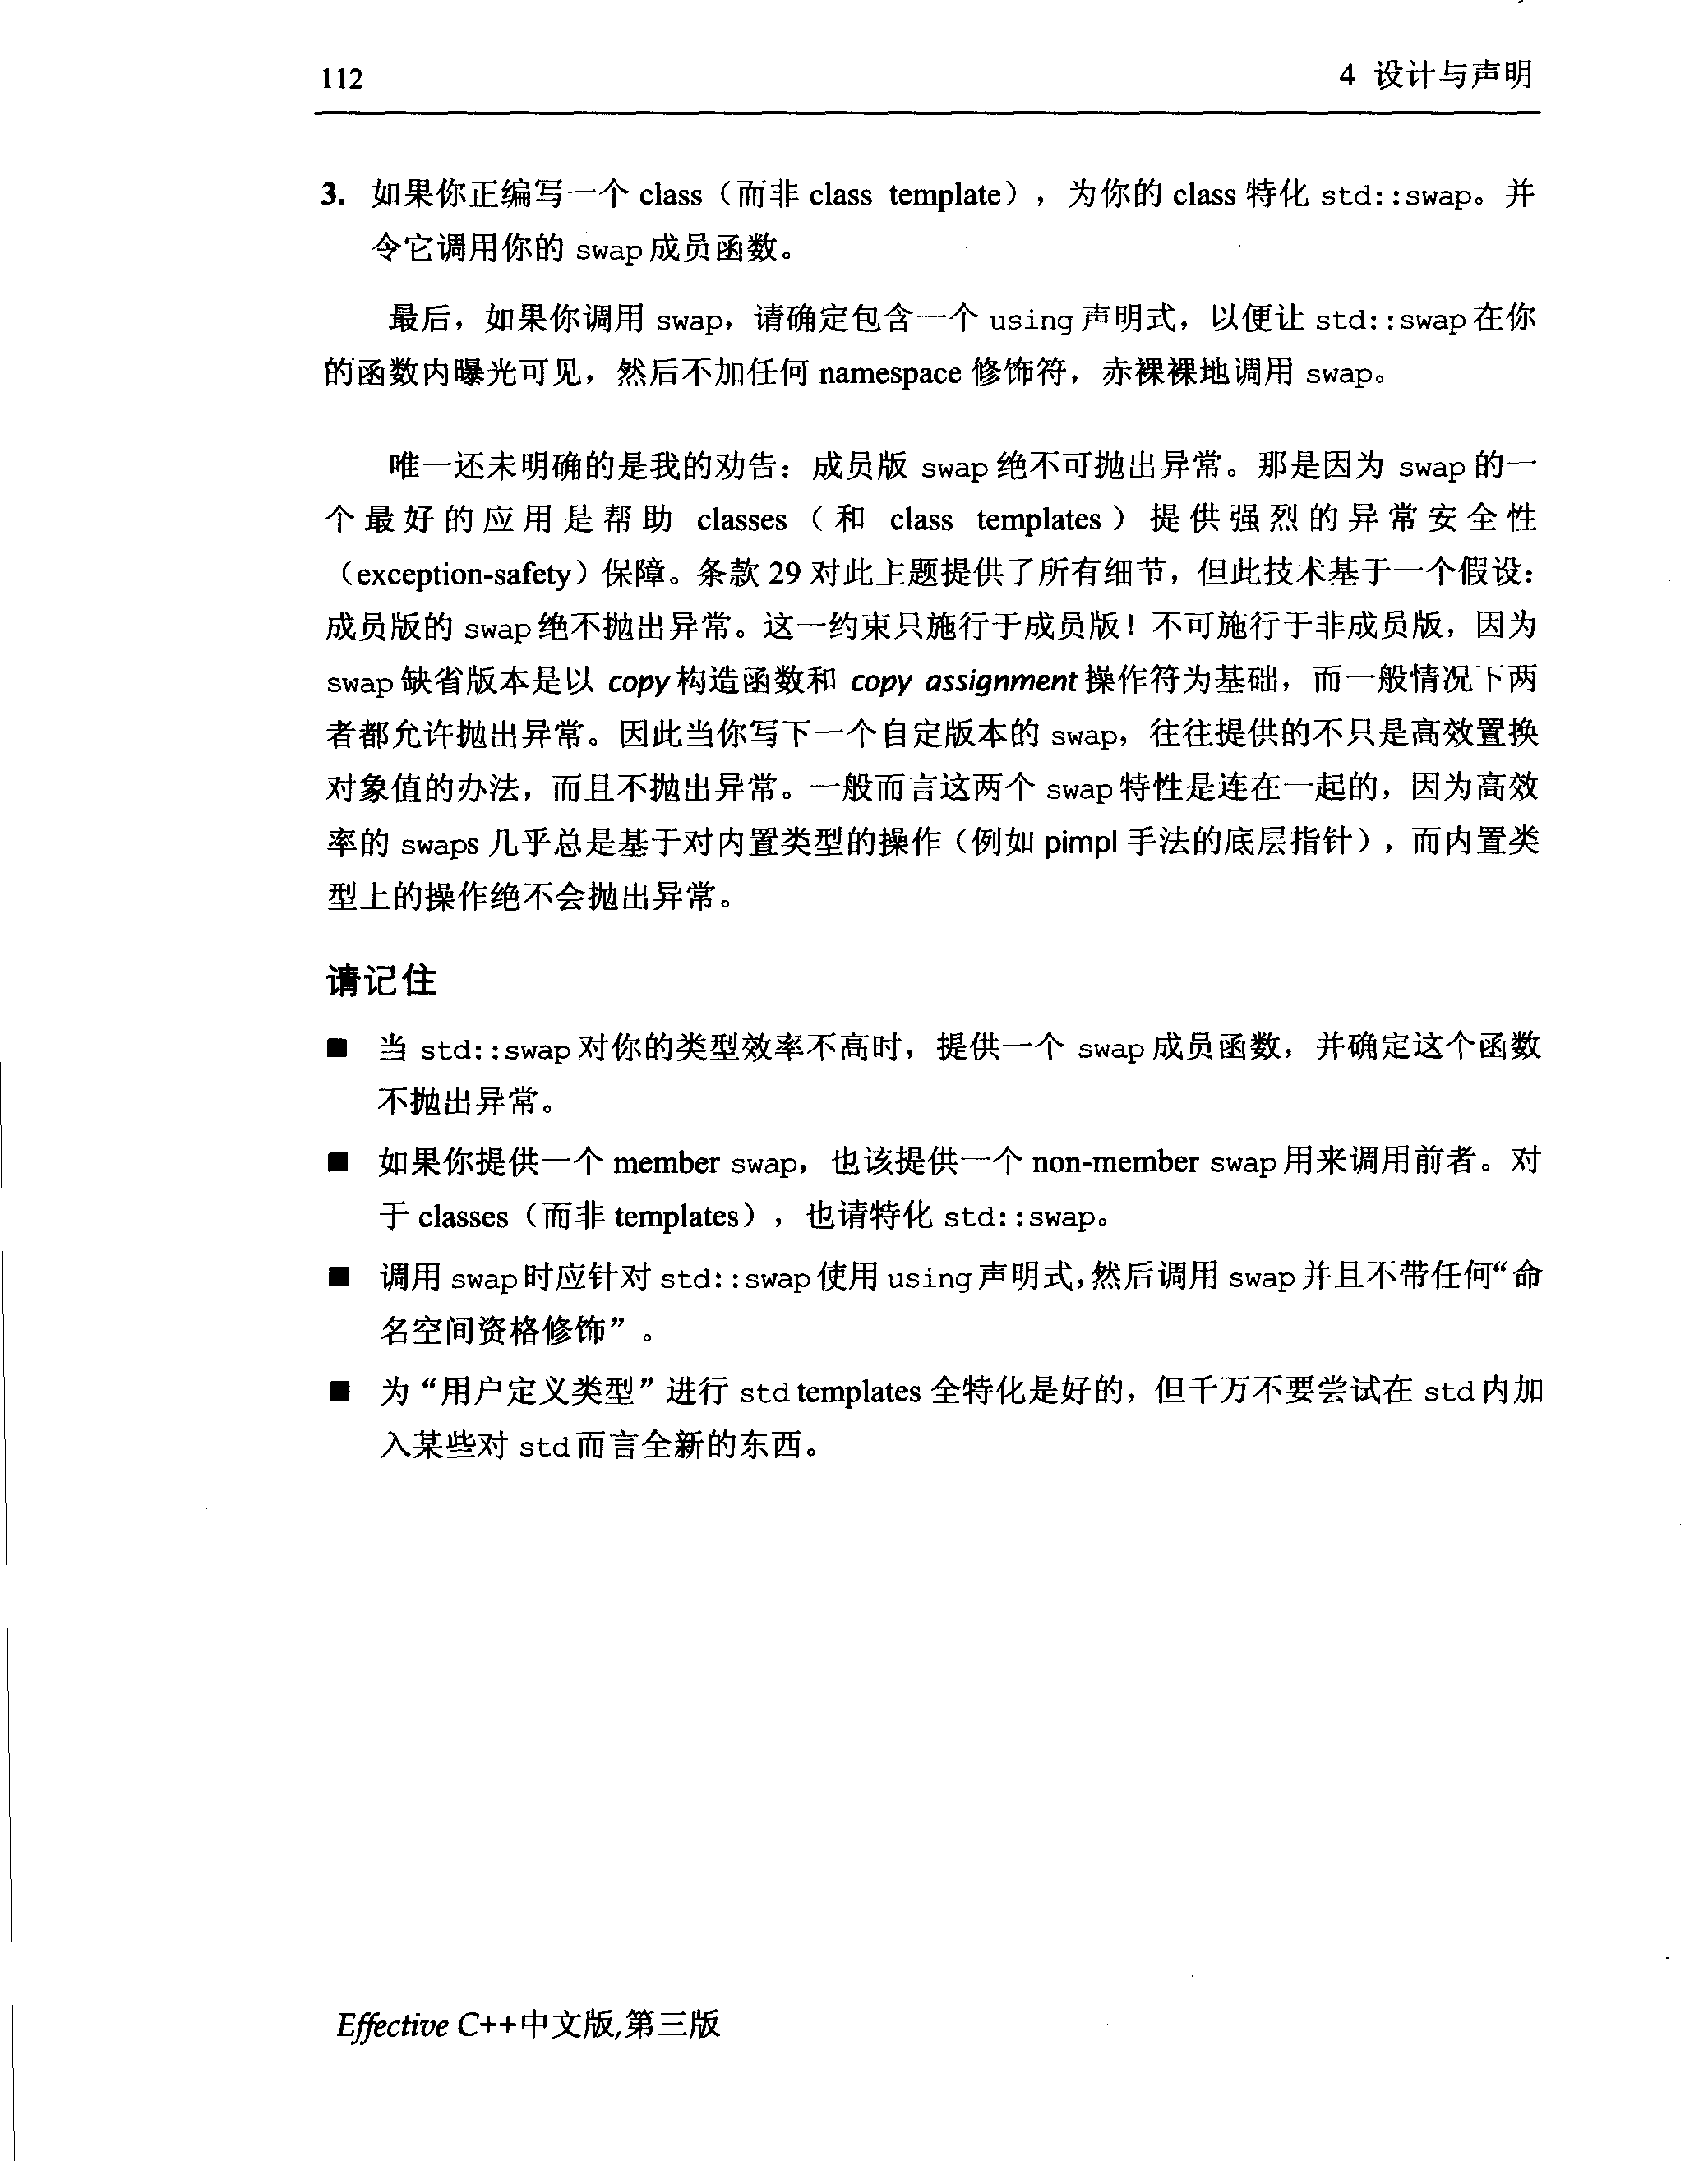 112
4 设计与声明
3. 如果你正编写一个 class（而非 class template），为你的 class 特化 std::swap。并
令它调用你的 swap 成员函数。
最后，如果你调用 swap，请确定包含一个 using 声明式，以便让 std::swap 在你
的函数内曝光可见，然后不加任何 namespace 修饰符，赤裸裸地调用 swap。
唯一还未明确的是我的劝告：成员版 swap 绝不可抛出异常。那是因为 swap 的一
个最好的应用是帮助 classes（和 class templates）提供强烈的异常安全性
（exception-safety）保障。条款 29 对此主题提供了所有细节，但此技术基于一个假设：
成员版的 swap 绝不抛出异常。这一约束只施行于成员版！不可施行于非成员版，因为
swap 缺省版本是以 copy 构造函数和 copy assignment 操作符为基础，而一般情况下两
者都允许抛出异常。因此当你写下一个自定版本的 swap，往往提供的不只是高效置换
对象值的办法，而且不抛出异常。一般而言这两个 swap 特性是连在一起的，因为高效
率的 swaps 几乎总是基于对内置类型的操作（例如 pimpl 手法的底层指针），而内置类
型上的操作绝不会抛出异常。
请记住
■ 当 std::swap 对你的类型效率不高时，提供一个 swap 成员函数，并确定这个函数
不抛出异常。
■ 如果你提供一个 member swap，也该提供一个 non-member swap 用来调用前者。对
于 classes（而非 templates），也请特化 std::swap。
■ 调用 swap 时应针对 std::swap 使用 using 声明式，然后调用 swap 并且不带任何“命
名空间资格修饰”。
■ 为“用户定义类型”进行 std templates 全特化是好的，但千万不要尝试在 std 内加
入某些对 std 而言全新的东西。
Effective C++中文版,第三版